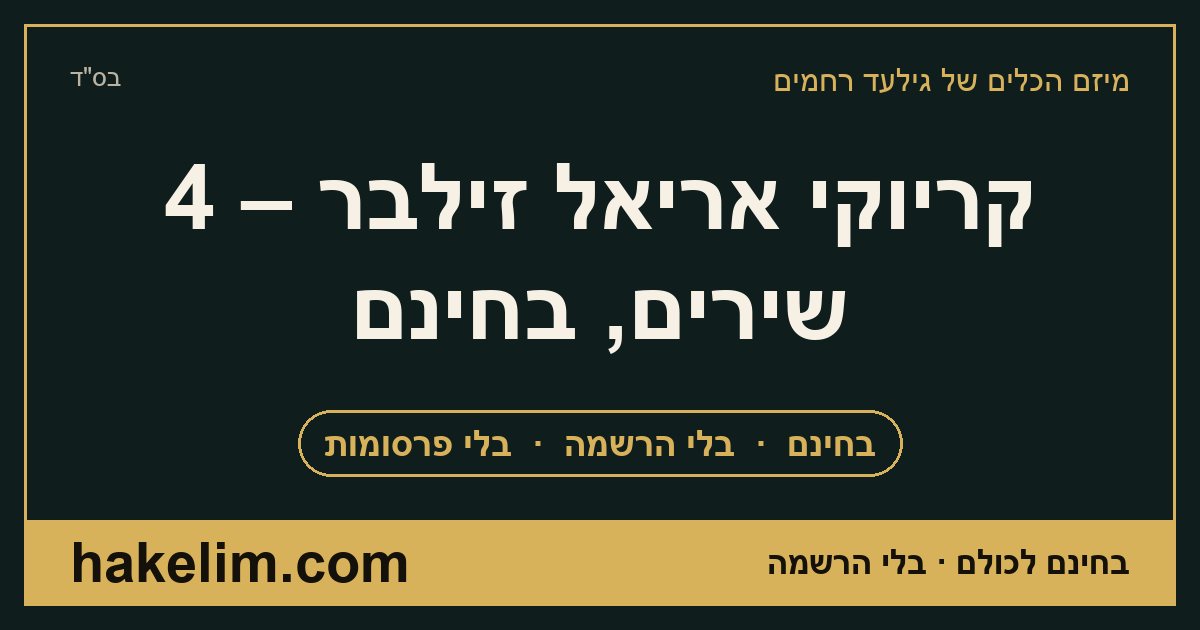 מיזם הכלים של גילעד רחמים
בס"ד
קריוקי אריאל זילבר – 4
שירים, בחינם
בחינם · בלי הרשמה · בלי פרסומות
בחינם לכולם · בלי הרשמה
hakelim.com